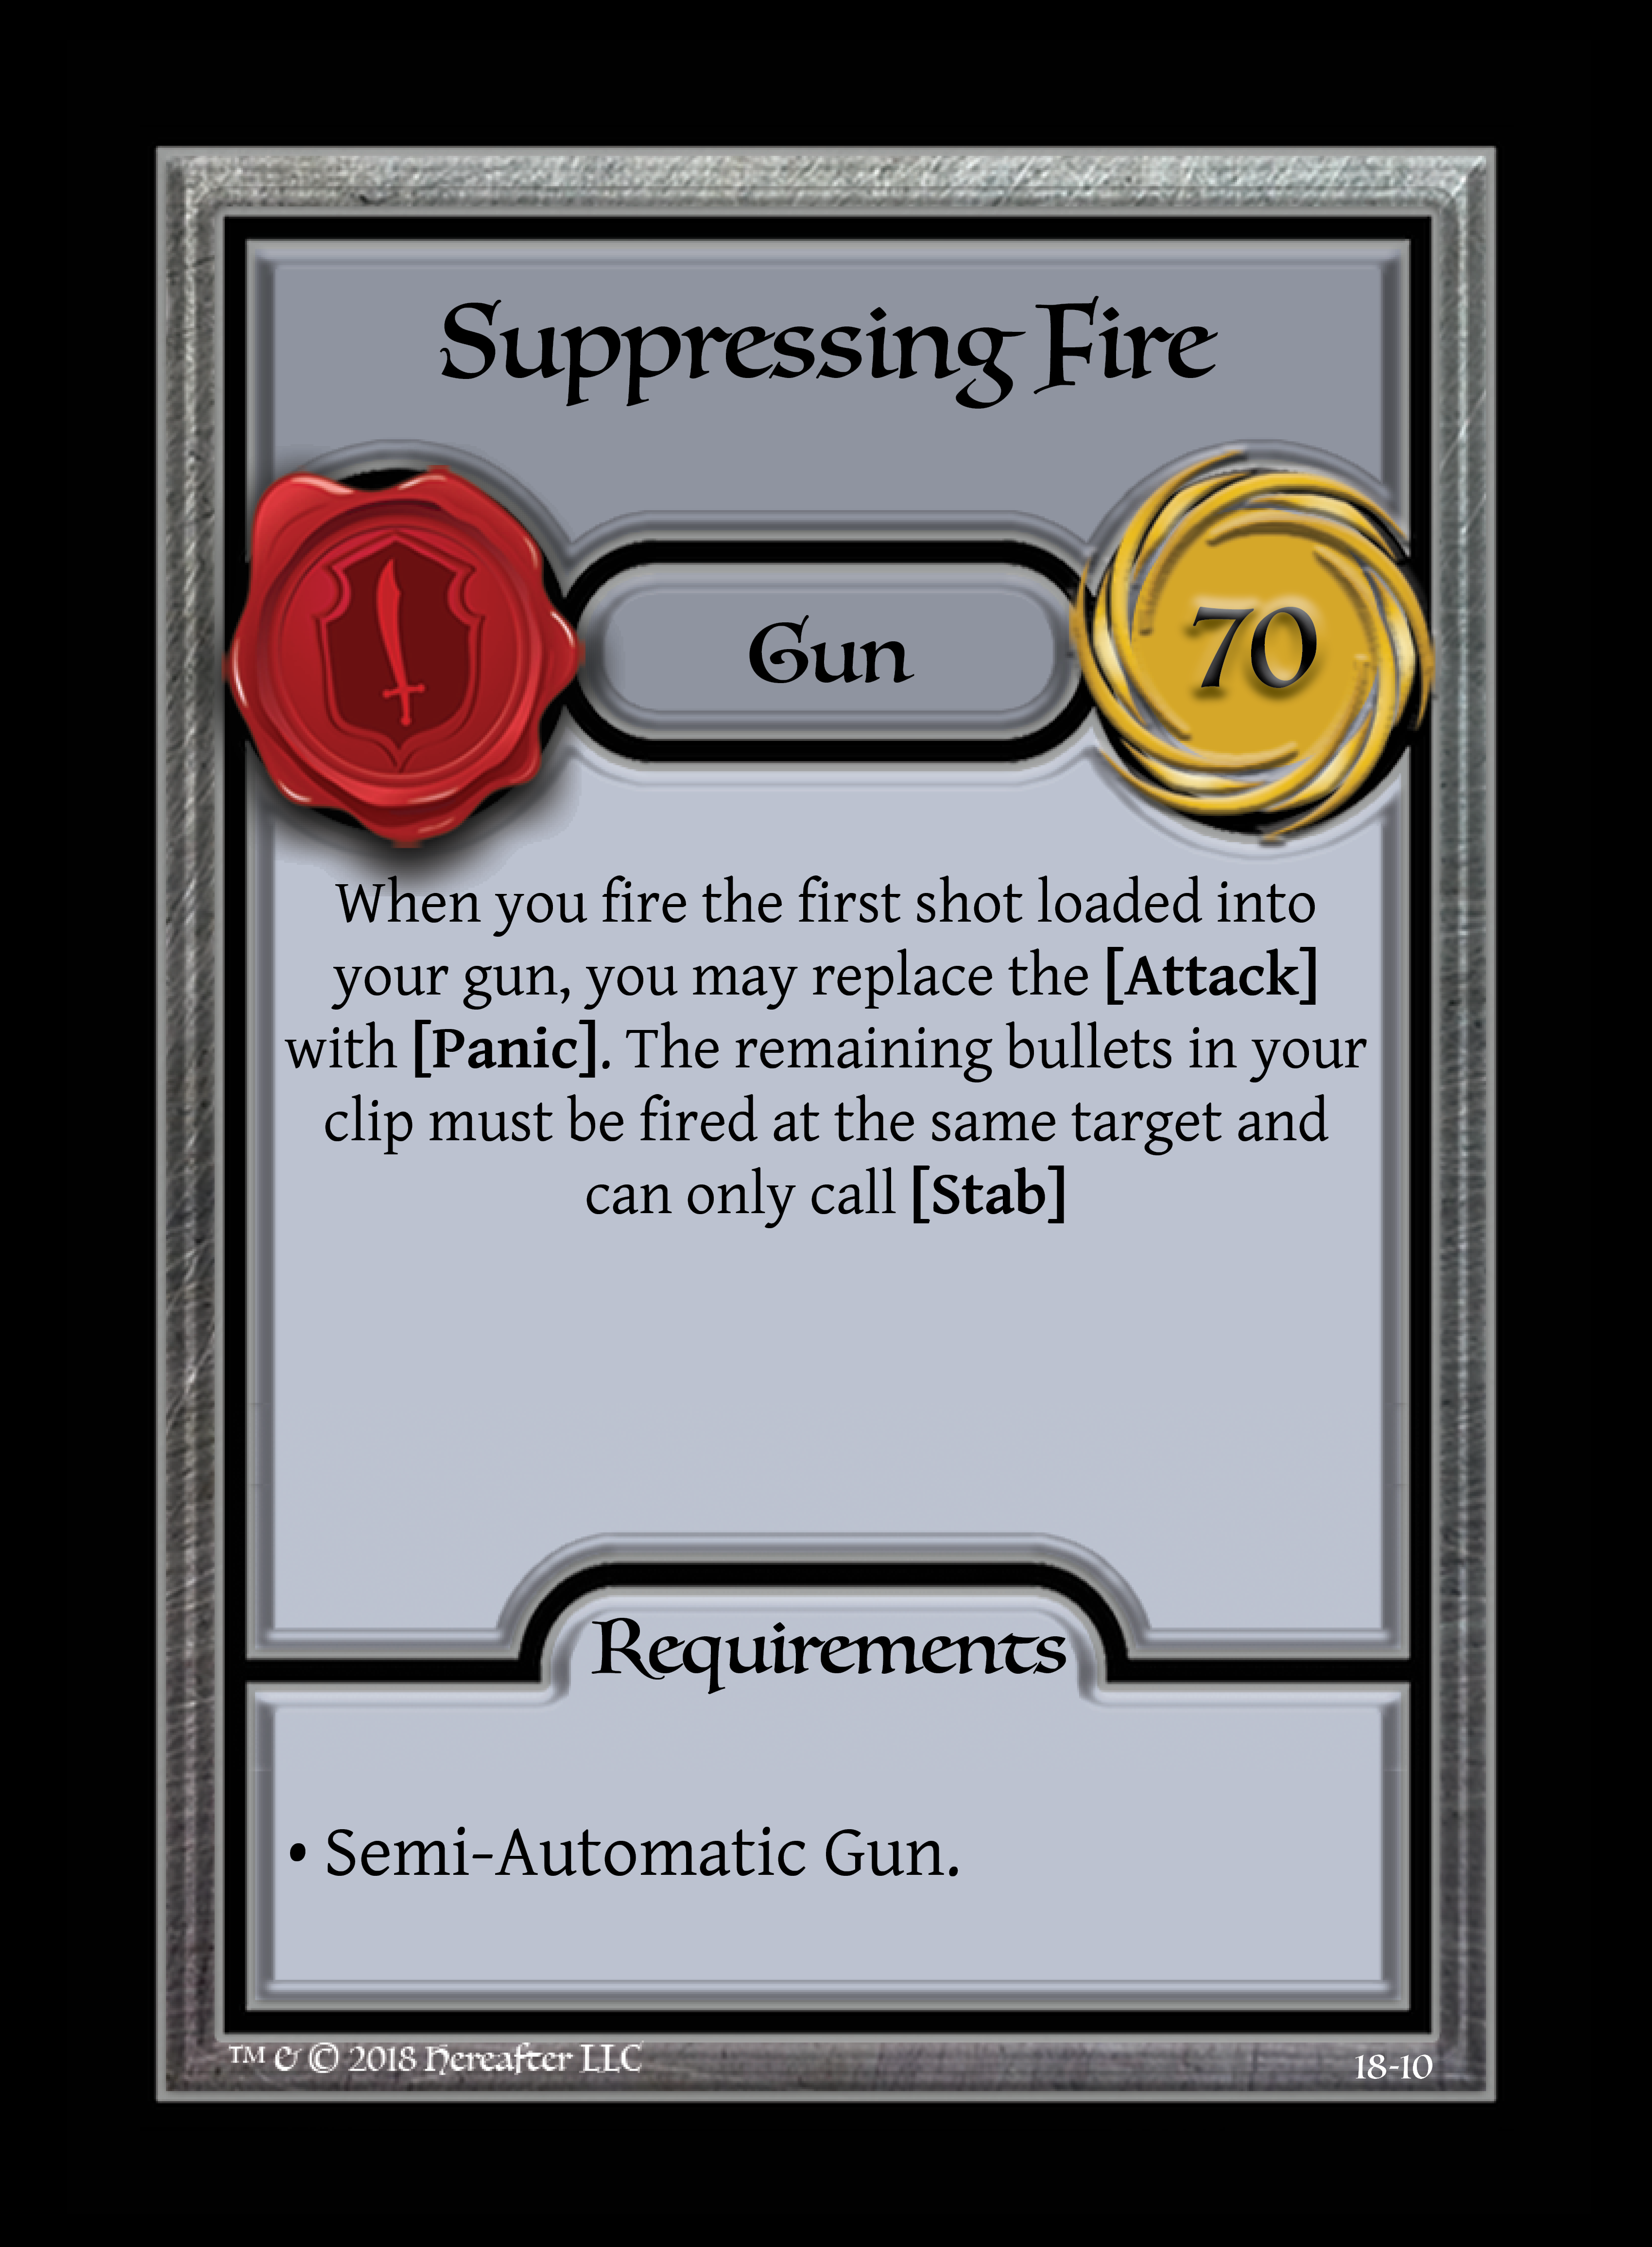 Suppressing Fire
Gun
70
When you fire the first shot loaded into
your gun, you may replace the [Attack]
with [Panic]. The remaining bullets in your
clip must be fired at the same target and
can only call [Stab]
Requirements
• Semi-Automatic Gun.
™ & © 2018 Hereafter LLC
18-10